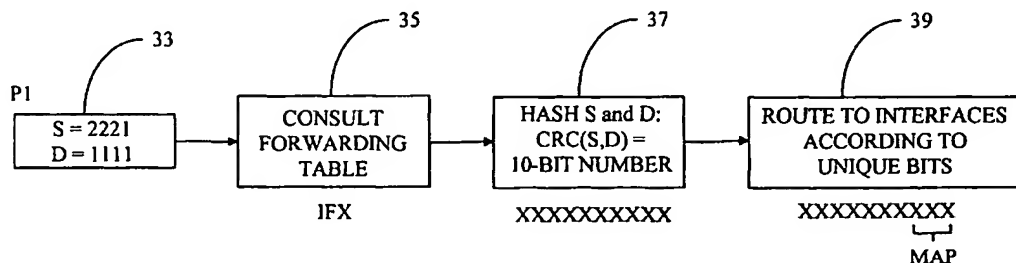 33
35
37
39
P1
S = 2221
D = 1111
CONSULT
FORWARDING
TABLE
HASH S and D:
CRC(S,D) =
10-BIT NUMBER
ROUTE TO INTERFACES
ACCORDING TO
UNIQUE BITS
IFX
XXXXXXXXXX
XXXXXXXXXX
MAP